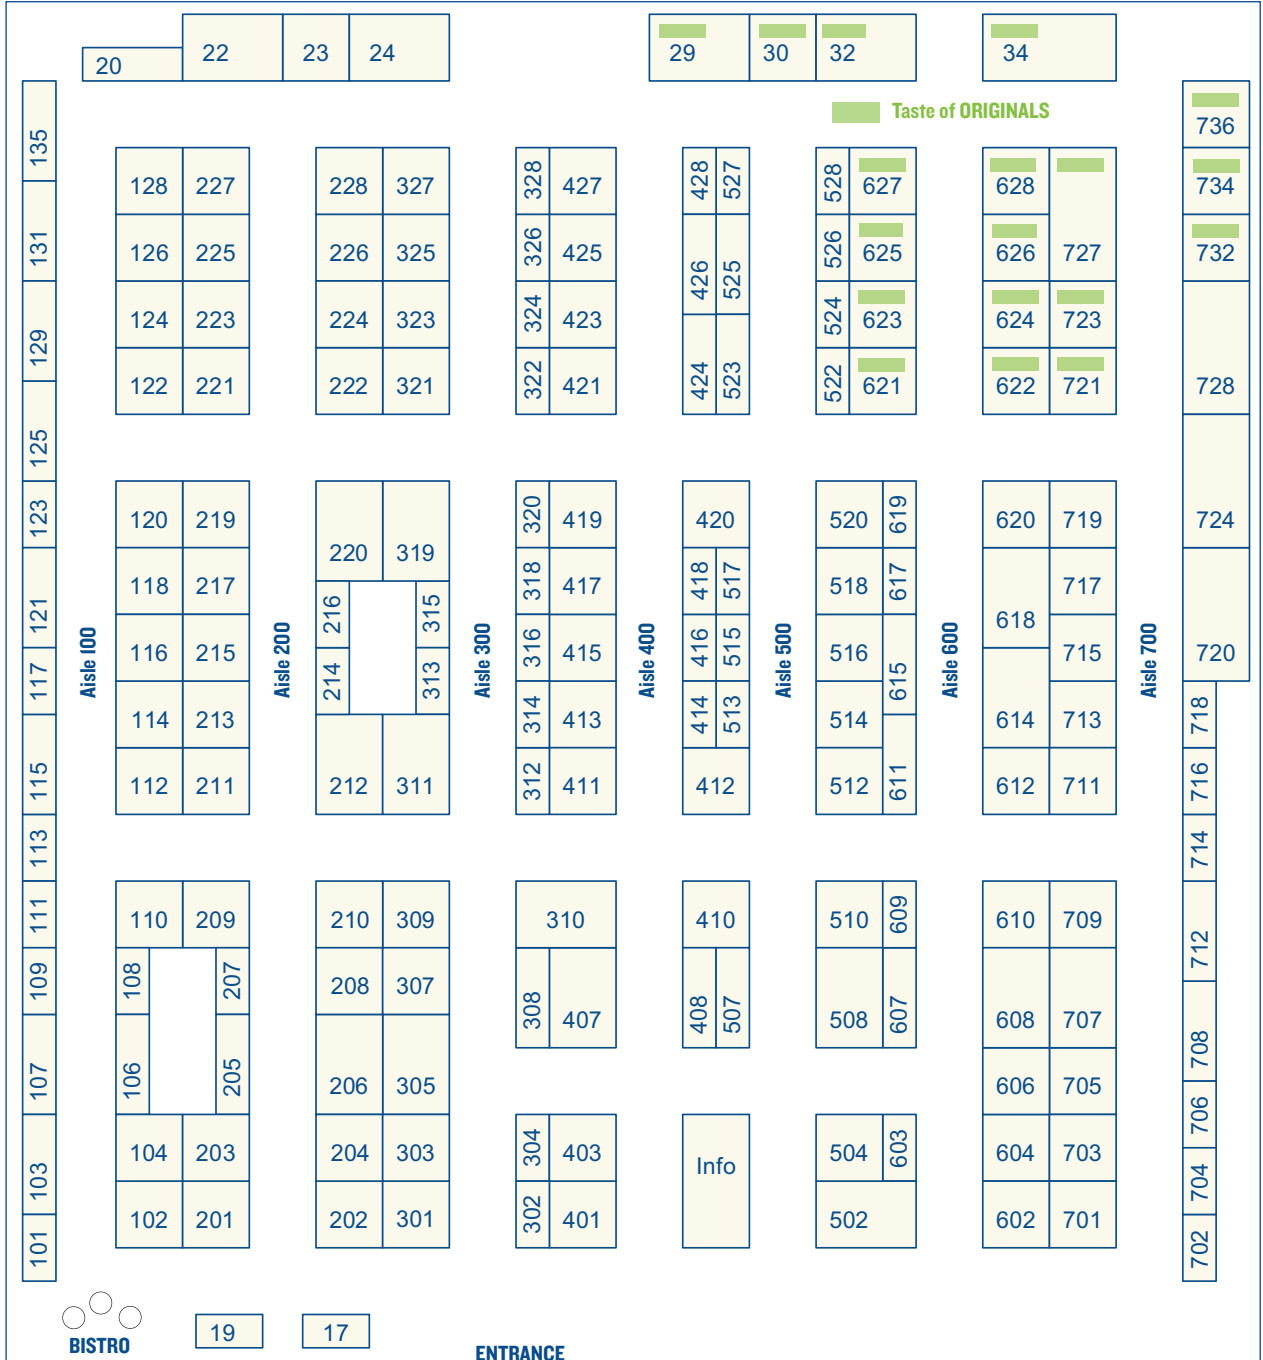 20 22 23 24 29 30 32 34
Taste of ORIGINALS
736
135 128 227 228 327 328 427 428 527 528 627 628 734
131 126 225 226 325 326 425 426 525 526 625 626 727 732
129 124 223 224 323 324 423 524 623 624 723
122 221 222 321 322 421 424 523 522 621 622 721 728
125
123 120 219 220 319 320 419 420 520 619 620 719 724
121 118 217 216 315 318 417 418 517 518 617 618 717
Aisle 100 Aisle 200 Aisle 300 Aisle 400 Aisle 500 Aisle 600 Aisle 700
117 116 215 214 313 316 415 416 515 516 615 715 720
114 213 314 413 414 513 514 614 713 718
115 112 211 212 311 312 411 412 512 611 612 711 716
113 714
111 110 209 210 309 310 410 510 609 610 709
109 108 207 208 307 712
308 407 408 507 508 607 608 707
107 106 205 206 305 606 705 708
706
103 104 203 204 303 304 403 Info 504 603 604 703 704
101 102 201 202 301 302 401 502 602 701 702
BISTRO 19 17
ENTRANCE